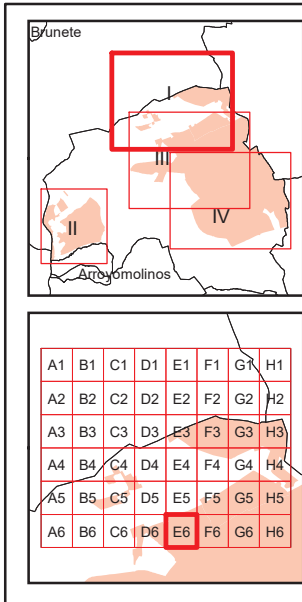 Brunete
I
III
II
IV
Arroyomolinos
A1 B1 C1 D1 E1 F1 G1 H1
A2 B2 C2 D2 E2 F2 G2 H2
A3 B3 C3 D3 E3 F3 G3 H3
A4 B4 C4 D4 E4 F4 G4 H4
A5 B5 C5 D5 E5 F5 G5 H5
A6 B6 C6 D6 E6 F6 G6 H6